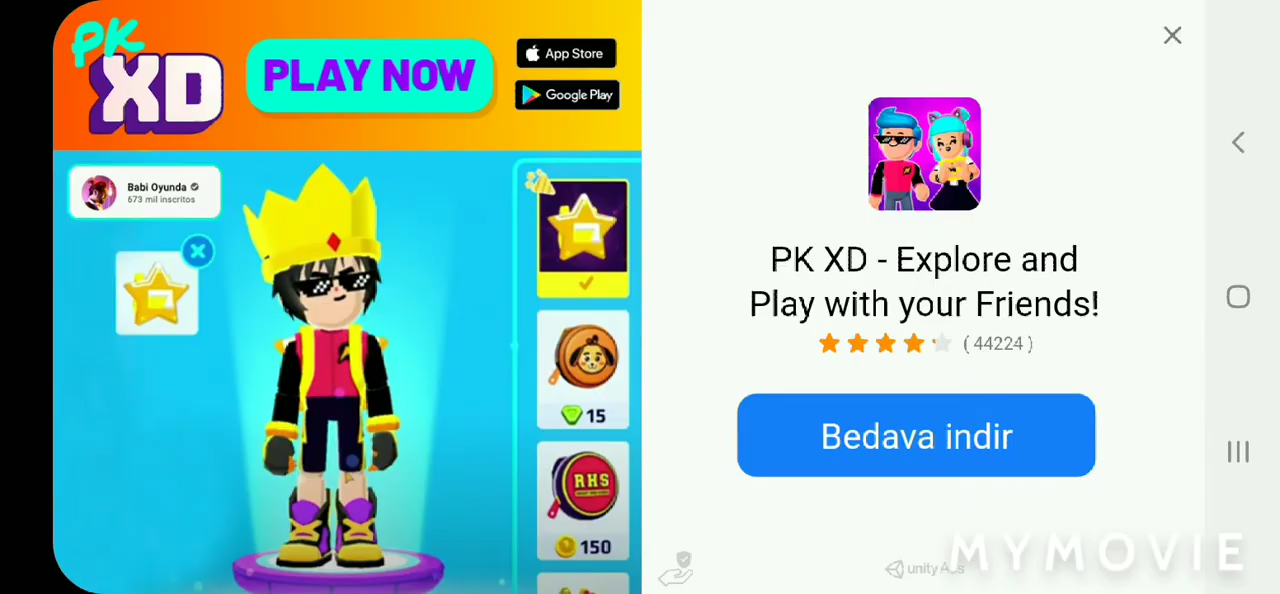 PK
XD
PLAY NOW
App Store
Google Play
Babi Oyunda
673 mil inscritos
15
RHS
150
PK XD - Explore and
Play with your Friends!
( 44224 )
Bedava indir
unity Ads
MYMOVIE